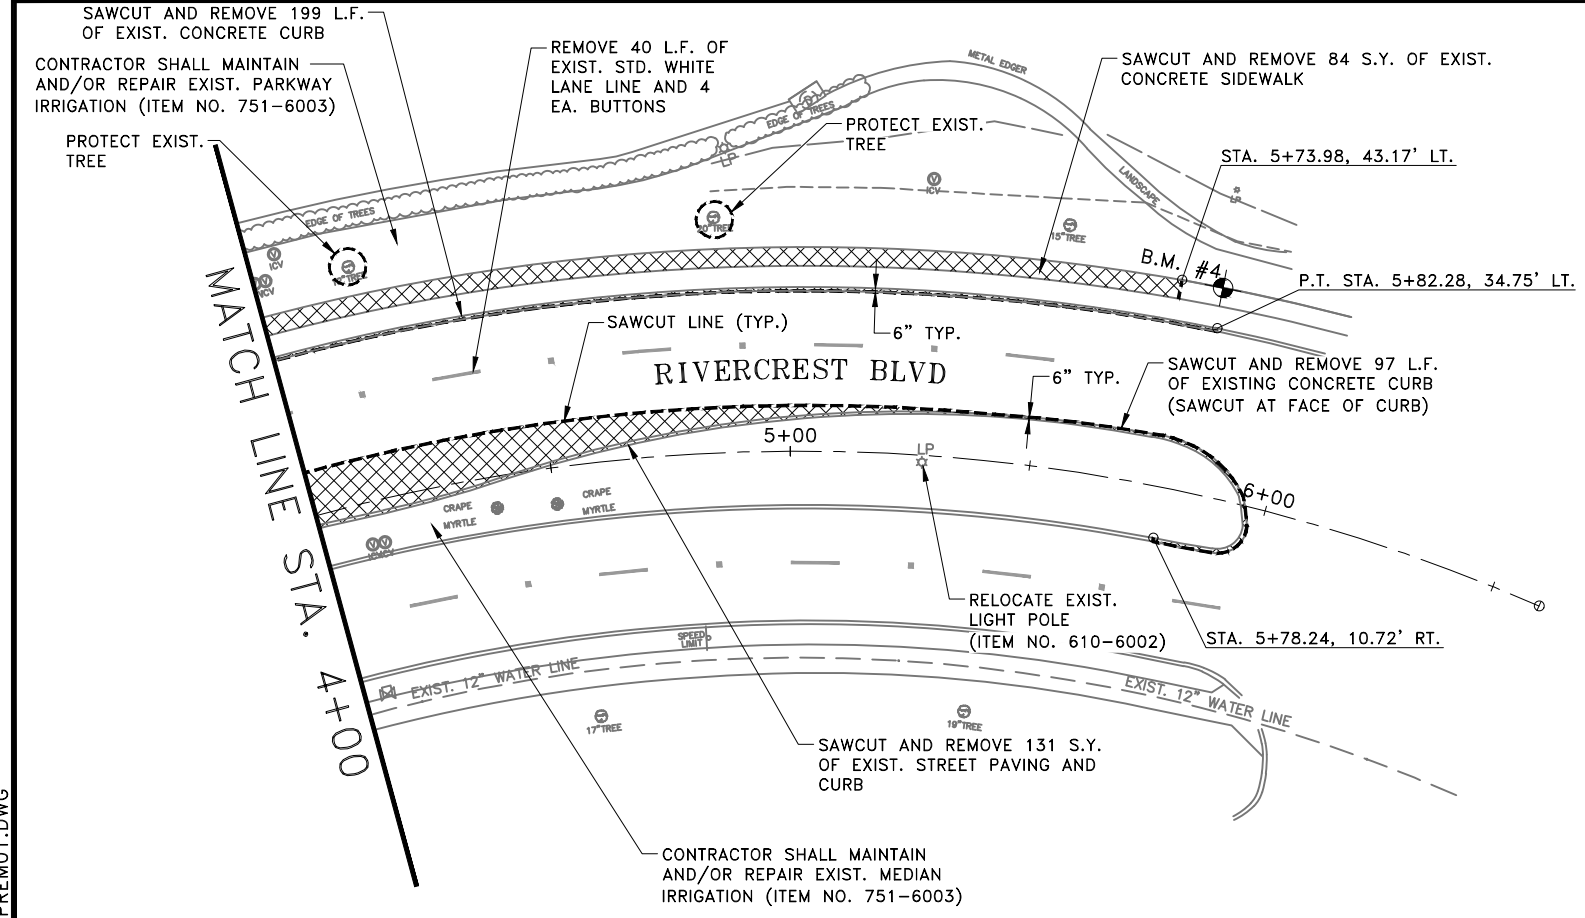 SAWCUT AND REMOVE 199 L.F.
OF EXIST. CONCRETE CURB
CONTRACTOR SHALL MAINTAIN
AND/OR REPAIR EXIST. PARKWAY
IRRIGATION (ITEM NO. 751-6003)
PROTECT EXIST.
TREE
REMOVE 40 L.F. OF
EXIST. STD. WHITE
LANE LINE AND 4
EA. BUTTONS
METAL EDGER
SAWCUT AND REMOVE 84 S.Y. OF EXIST.
CONCRETE SIDEWALK
EDGE OF TREES
PROTECT EXIST.
TREE
LP
STA. 5+73.98, 43.17' LT.
ICV
LANDSCAPE
LP
EDGE OF TREES
20"TREE
15"TREE
ICV
TREE
ICV
B.M. #4
P.T. STA. 5+82.28, 34.75' LT.
SAWCUT LINE (TYP.)
6" TYP.
RIVERCREST BLVD
6" TYP.
SAWCUT AND REMOVE 97 L.F.
OF EXISTING CONCRETE CURB
(SAWCUT AT FACE OF CURB)
MATCH LINE STA. 4+00
5+00
LP
6+00
CRAPE
MYRTLE
CRAPE
MYRTLE
ICV
ICV
RELOCATE EXIST.
LIGHT POLE
(ITEM NO. 610-6002)
STA. 5+78.24, 10.72' RT.
SPEED
LIMIT
EXIST. 12" WATER LINE
EXIST. 12" WATER LINE
17"TREE
19"TREE
SAWCUT AND REMOVE 131 S.Y.
OF EXIST. STREET PAVING AND
CURB
CONTRACTOR SHALL MAINTAIN
AND/OR REPAIR EXIST. MEDIAN
IRRIGATION (ITEM NO. 751-6003)